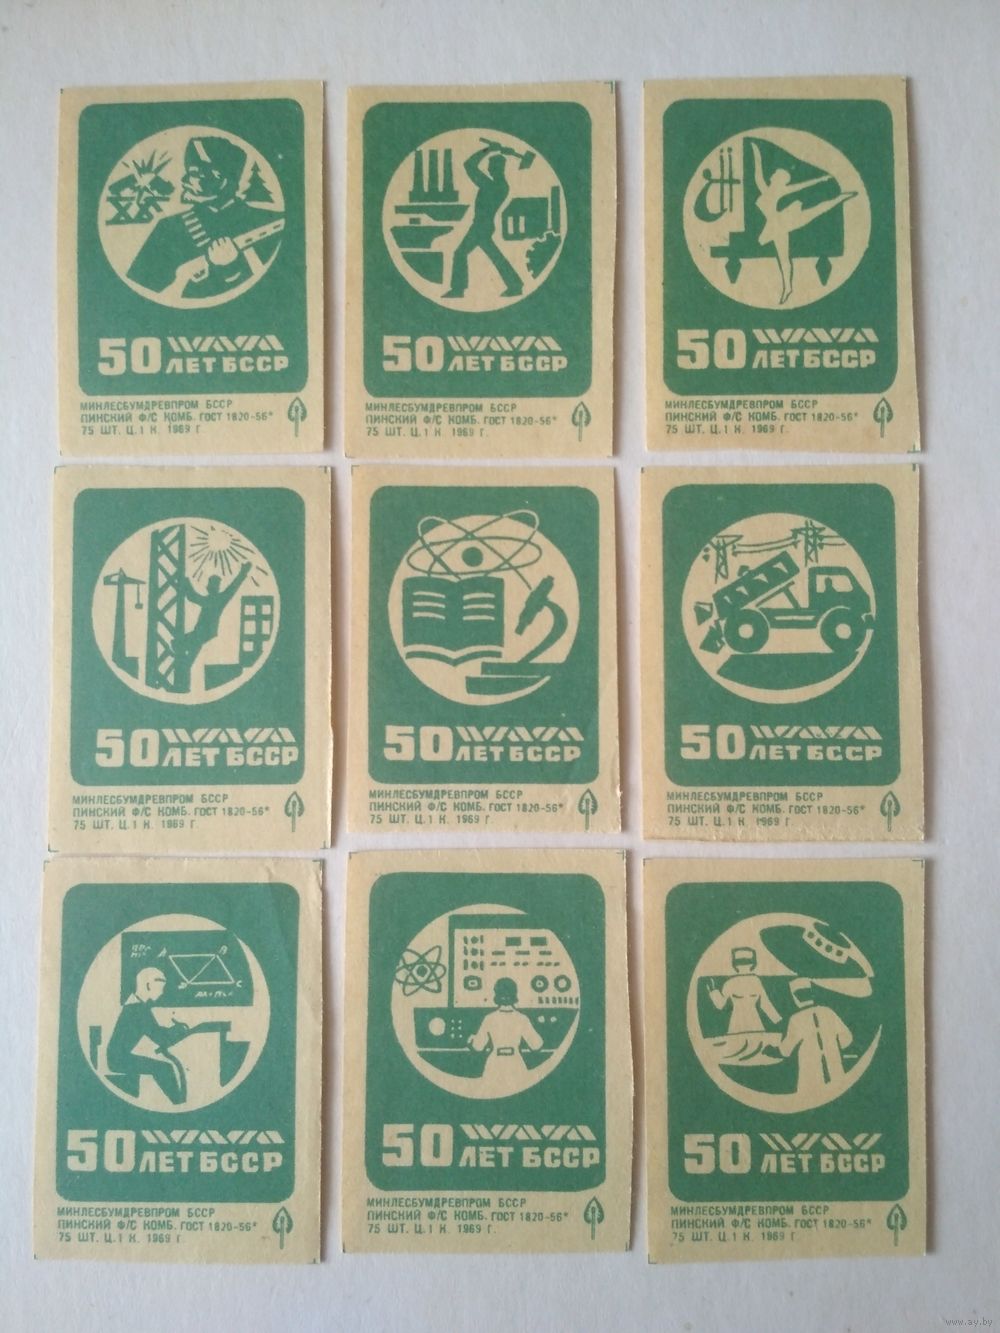 50 ЛЕТ БССР
МИНЛЕСБУМДРЕВПРОМ БССР
ПИНСКИЙ Ф/С КОМБ. ГОСТ 1820-56*
75 ШТ. Ц. 1 К. 1969 Г.
50 ЛЕТ БССР
МИНЛЕСБУМДРЕВПРОМ БССР
ПИНСКИЙ Ф/С КОМБ. ГОСТ 1820-56*
75 ШТ. Ц. 1 К. 1969 Г.
50 ЛЕТ БССР
МИНЛЕСБУМДРЕВПРОМ БССР
ПИНСКИЙ Ф/С КОМБ. ГОСТ 1820-56*
75 ШТ. Ц. 1 К. 1969 Г.
50 ЛЕТ БССР
МИНЛЕСБУМДРЕВПРОМ БССР
ПИНСКИЙ Ф/С КОМБ. ГОСТ 1820-56*
75 ШТ. Ц. 1 К. 1969 Г.
50 ЛЕТ БССР
МИНЛЕСБУМДРЕВПРОМ БССР
ПИНСКИЙ Ф/С КОМБ. ГОСТ 1820-56*
75 ШТ. Ц. 1 К. 1969 Г.
50 ЛЕТ БССР
МИНЛЕСБУМДРЕВПРОМ БССР
ПИНСКИЙ Ф/С КОМБ. ГОСТ 1820-56*
75 ШТ. Ц. 1 К. 1969 Г.
A B
C
50 ЛЕТ БССР
МИНЛЕСБУМДРЕВПРОМ БССР
ПИНСКИЙ Ф/С КОМБ. ГОСТ 1820-56*
75 ШТ. Ц. 1 К. 1969 Г.
50 ЛЕТ БССР
МИНЛЕСБУМДРЕВПРОМ БССР
ПИНСКИЙ Ф/С КОМБ. ГОСТ 1820-56*
75 ШТ. Ц. 1 К. 1969 Г.
50 ЛЕТ БССР
МИНЛЕСБУМДРЕВПРОМ БССР
ПИНСКИЙ Ф/С КОМБ. ГОСТ 1820-56*
75 ШТ. Ц. 1 К. 1969 Г.
www.ay.by